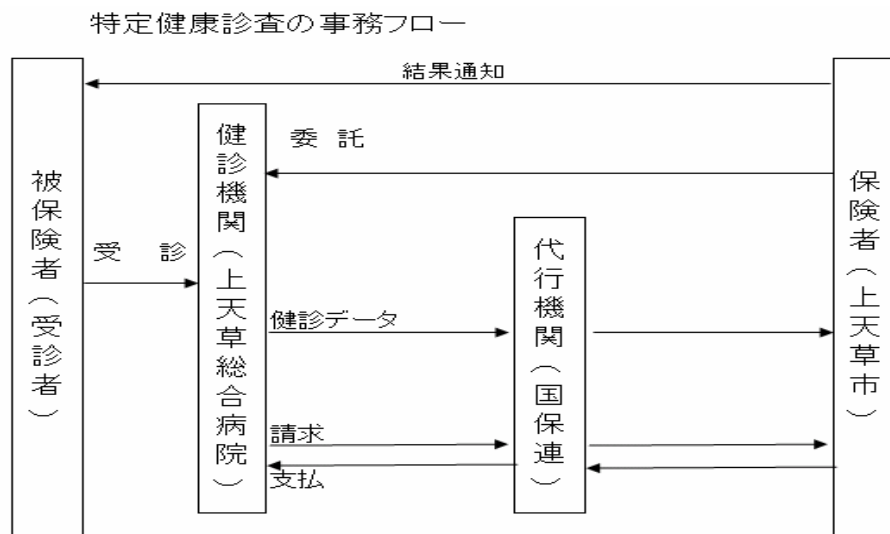 特定健康診査の事務フロー
結果通知
委 託
被保険者（受診者）
受 診
健診機関（上天草総合病院）
健診データ
請求
支払
代行機関（国保連）
保険者（上天草市）